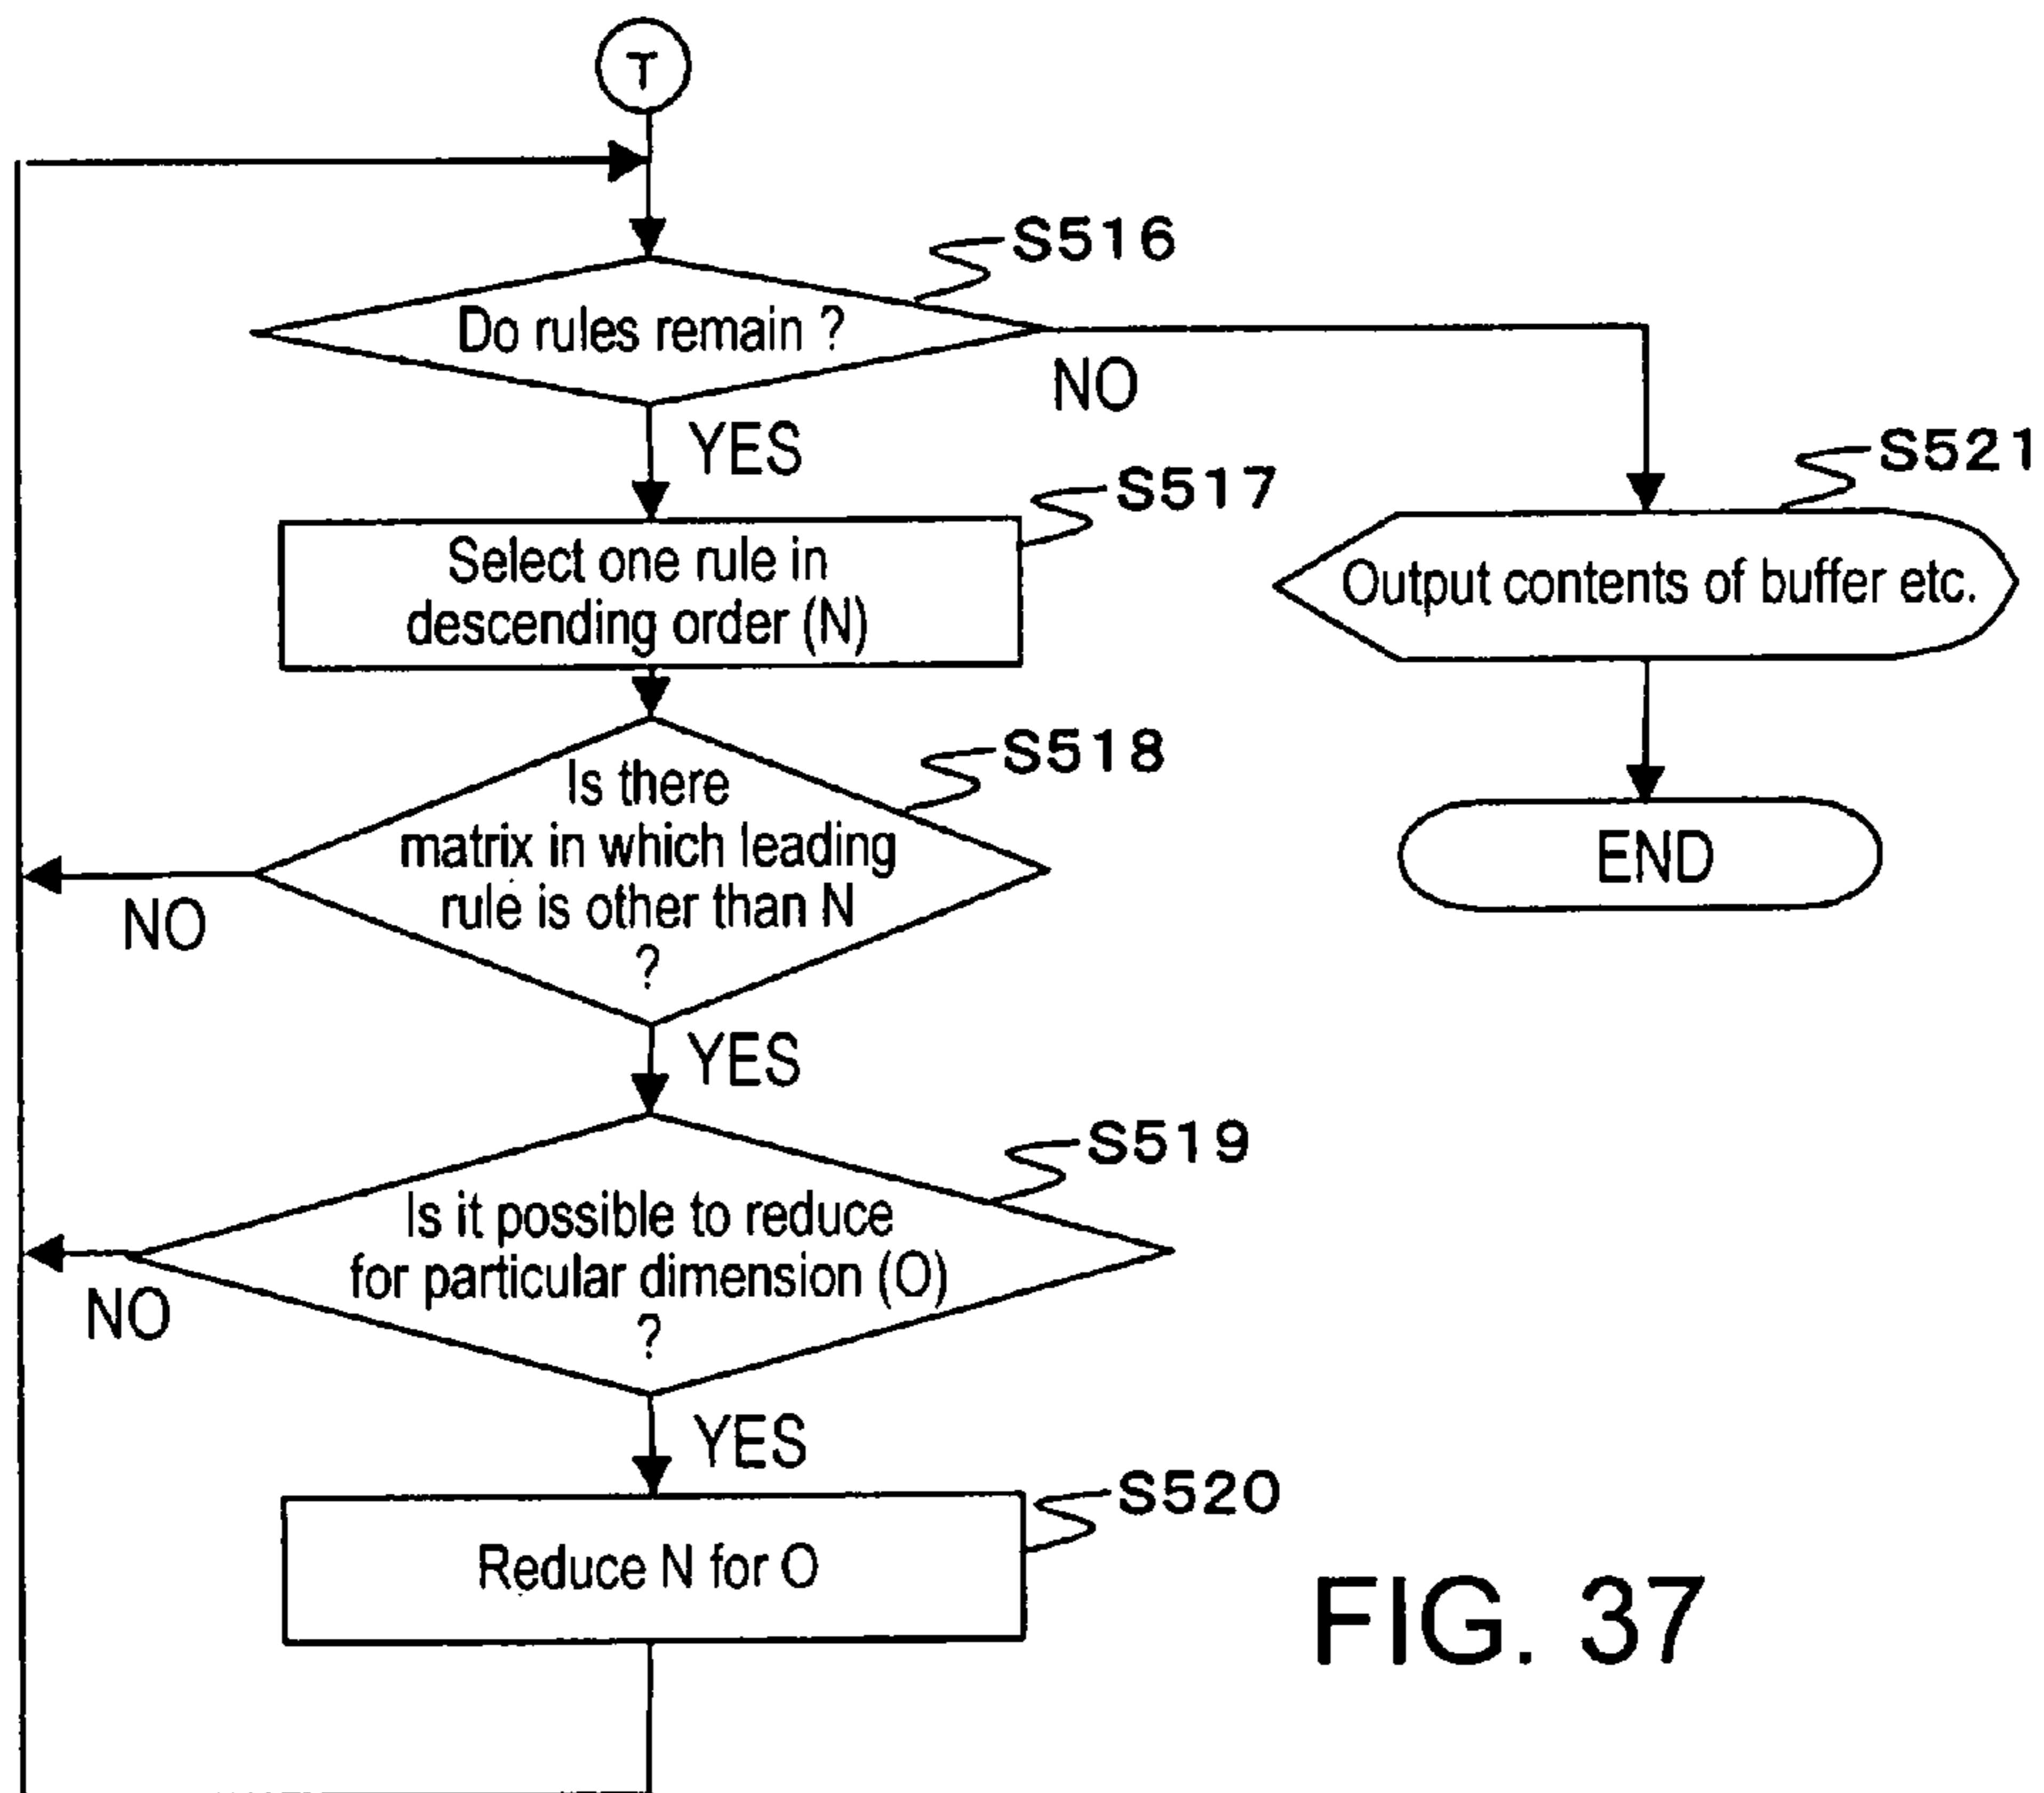 T
S516
Do rules remain ?
NO
YES
S517
S521
Select one rule in
descending order (N)
Output contents of buffer etc.
S518
Is there
matrix in which leading
rule is other than N
?
NO
END
YES
S519
Is it possible to reduce
for particular dimension (O)
?
NO
YES
S520
Reduce N for O
FIG. 37